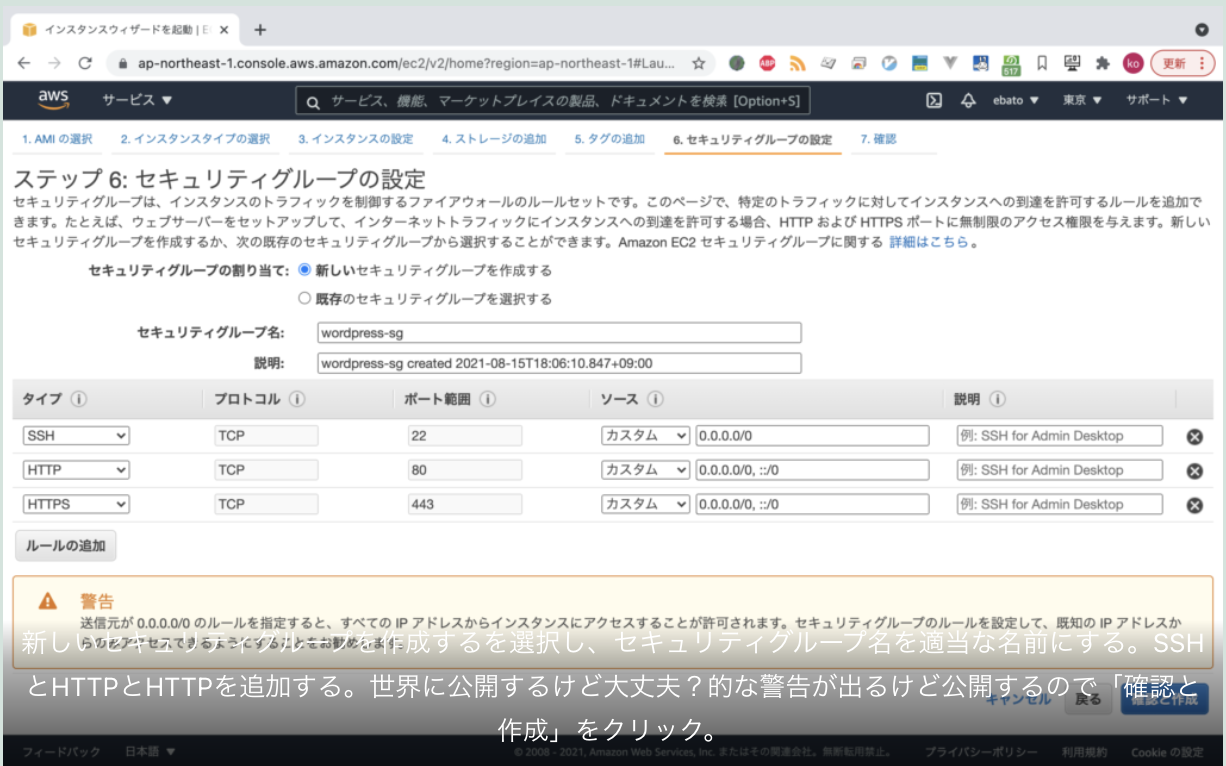 インスタンスウィザードを起動 | E
ap-northeast-1.console.aws.amazon.com/ec2/v2/home?region=ap-northeast-1#Lau...
ABP
517
ko
更新
aws
サービス
サービス、機能、マーケットプレイスの製品、ドキュメントを検索 [Option+S]
ebato
東京
サポート
1. AMI の選択
2. インスタンスタイプの選択
3. インスタンスの設定
4. ストレージの追加
5. タグの追加
6. セキュリティグループの設定
7. 確認
ステップ 6: セキュリティグループの設定
セキュリティグループは、インスタンスのトラフィックを制御するファイアウォールのルールセットです。このページで、特定のトラフィックに対してインスタンスへの到達を許可するルールを追加で
きます。たとえば、ウェブサーバーをセットアップして、インターネットトラフィックにインスタンスへの到達を許可する場合、HTTP および HTTPS ポートに無制限のアクセス権限を与えます。新しい
セキュリティグループを作成するか、次の既存のセキュリティグループから選択することができます。Amazon EC2 セキュリティグループに関する 詳細はこちら 。
セキュリティグループの割り当て: 新しいセキュリティグループを作成する
既存のセキュリティグループを選択する
セキュリティグループ名: wordpress-sg
説明: wordpress-sg created 2021-08-15T18:06:10.847+09:00
タイプ プロトコル ポート範囲 ソース 説明
SSH TCP 22 カスタム 0.0.0.0/0 例: SSH for Admin Desktop
HTTP TCP 80 カスタム 0.0.0.0/0, ::/0 例: SSH for Admin Desktop
HTTPS TCP 443 カスタム 0.0.0.0/0, ::/0 例: SSH for Admin Desktop
ルールの追加
警告
送信元が 0.0.0.0/0 のルールを指定すると、すべての IP アドレスからインスタンスにアクセスすることが許可されます。セキュリティグループのルールを設定して、既知の IP アドレスか
らのみアクセスできるようにすることをお勧めします。
新しいセキュリティグループを作成するを選択し、セキュリティグループ名を適当な名前にする。SSH
とHTTPとHTTPを追加する。世界に公開するけど大丈夫？的な警告が出るけど公開するので「確認と
作成」をクリック。
キャンセル
戻る
確認と作成
フィードバック
日本語
© 2008 - 2021, Amazon Web Services, Inc. またはその関連会社。無断転用禁止。
プライバシーポリシー
利用規約
Cookie の設定